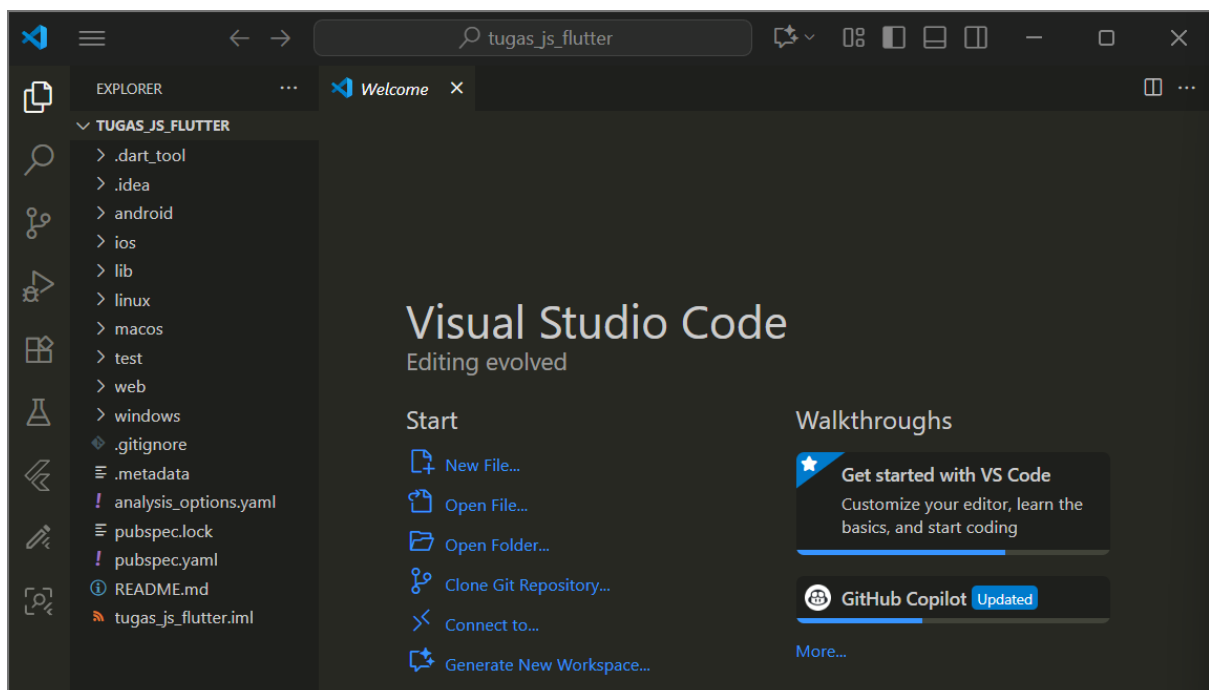 tugas_js_flutter
EXPLORER
Welcome
TUGAS_JS_FLUTTER
.dart_tool
.idea
android
ios
lib
linux
macos
test
web
windows
.gitignore
.metadata
analysis_options.yaml
pubspec.lock
pubspec.yaml
README.md
tugas_js_flutter.iml
Visual Studio Code
Editing evolved
Start
New File...
Open File...
Open Folder...
Clone Git Repository...
Connect to...
Generate New Workspace...
Walkthroughs
Get started with VS Code
Customize your editor, learn the
basics, and start coding
GitHub Copilot Updated
More...